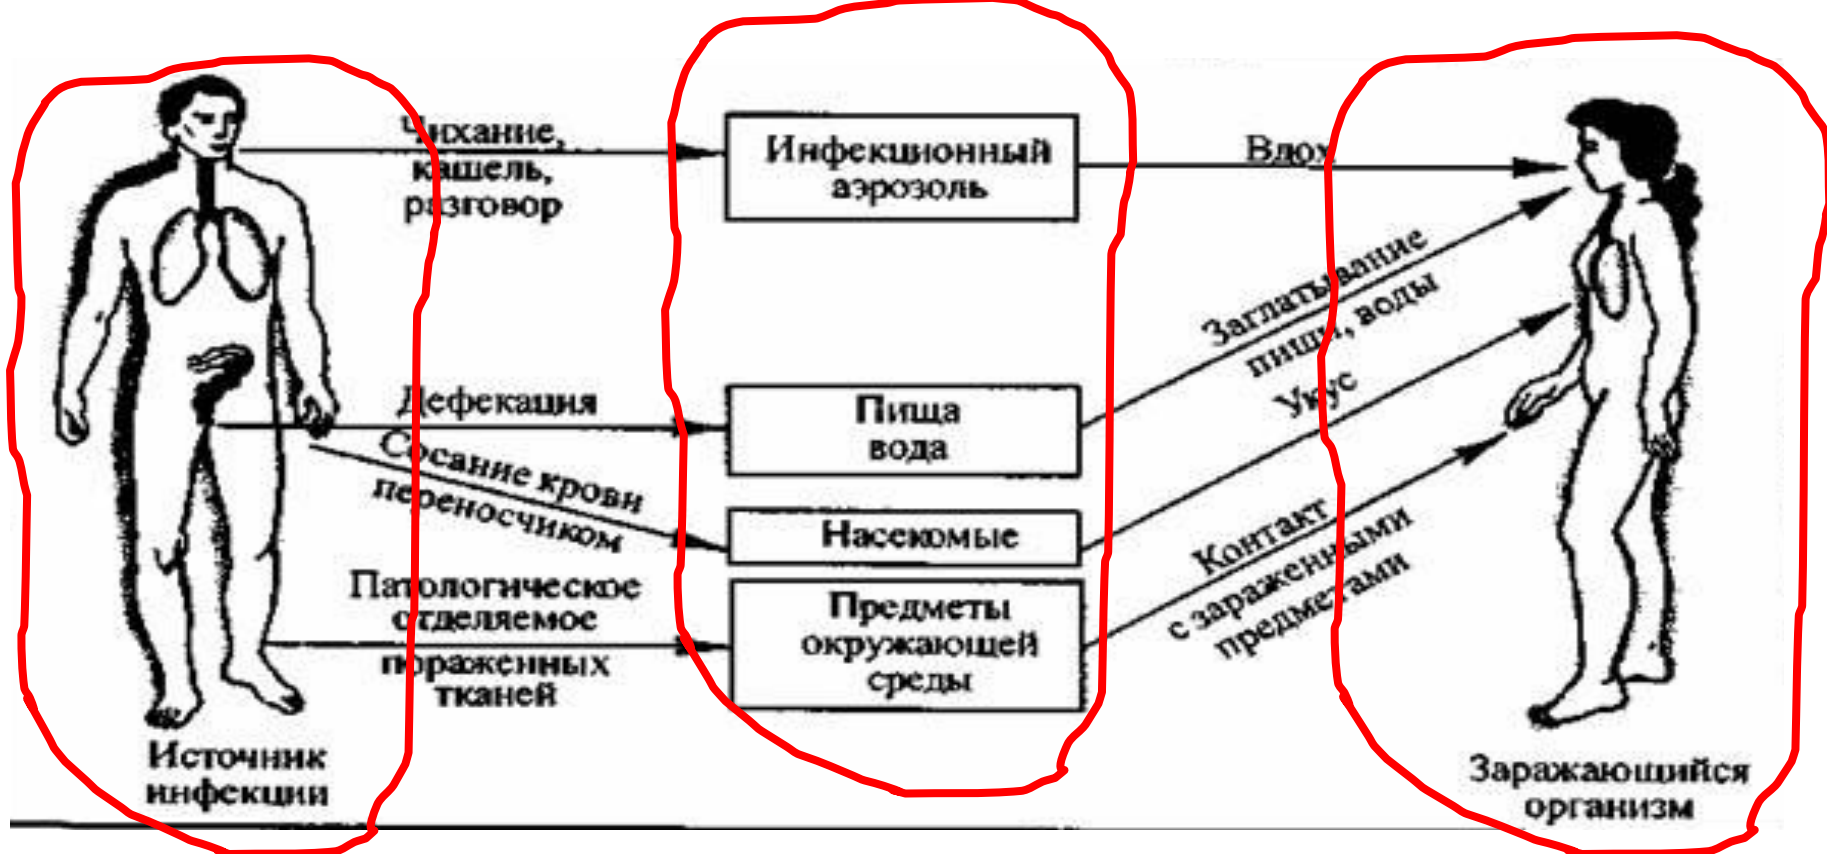 Чихание,
кашель,
разговор
Инфекционный
аэрозоль
Вдох
Заглатывание
пищи, воды
Укус
Дефекация
Пища
вода
Сосание крови
переносчиком
Насекомые
Контакт
с зараженными
предметами
Патологическое
отделяемое
пораженных
тканей
Предметы
окружающей
среды
Источник
инфекции
Заражающийся
организм